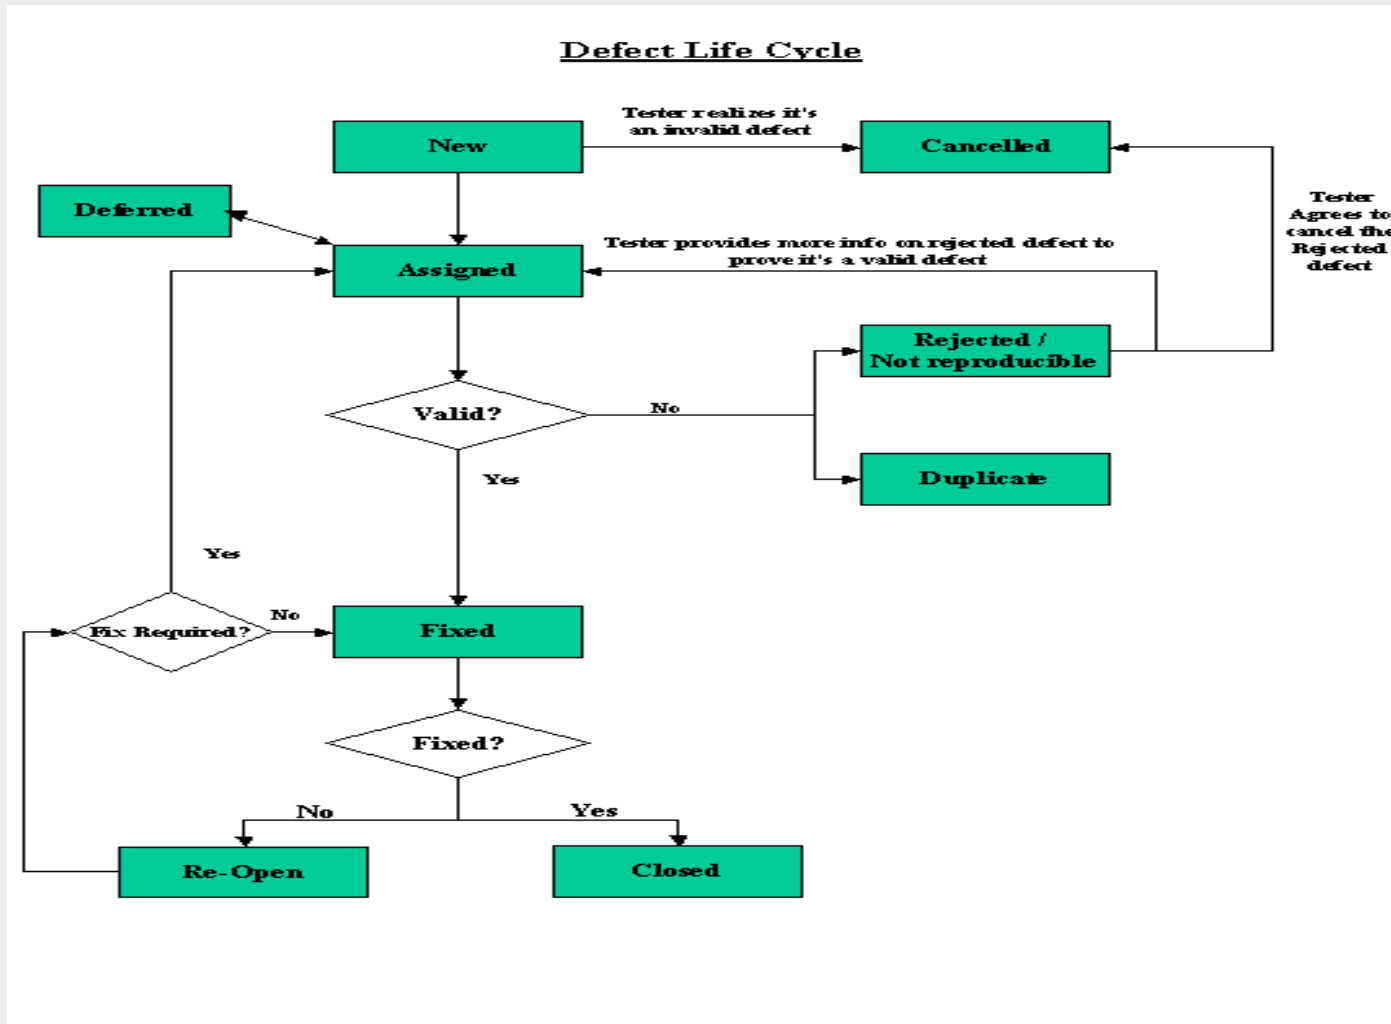 Defect Life Cycle
Tester realizes it's
an invalid defect
New
Cancelled
Deferred
Tester
Agrees to
cancel the
Rejected
defect
Tester provides more info on rejected defect to
prove it's a valid defect
Assigned
Rejected /
Not reproducible
Valid?
No
Yes
Duplicate
Yes
No
Fix Required?
Fixed
Fixed?
No
Yes
Re-Open
Closed